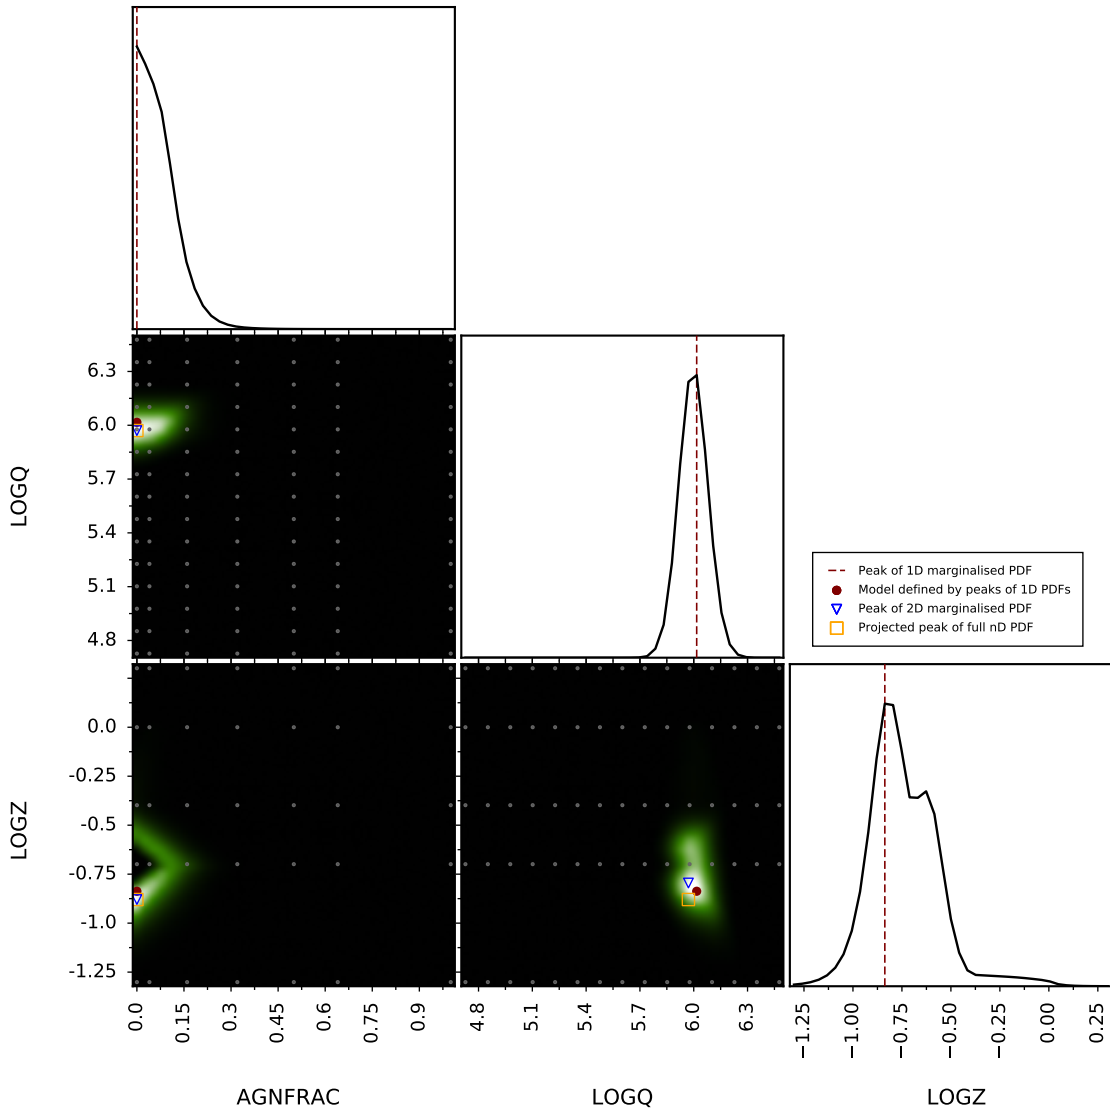 6.3
6.0
5.7
5.4
5.1
4.8
LOGQ
Peak of 1D marginalised PDF
Model defined by peaks of 1D PDFs
Peak of 2D marginalised PDF
Projected peak of full nD PDF
0.0
-0.25
-0.5
-0.75
-1.0
-1.25
LOGZ
0.0 0.15 0.3 0.45 0.6 0.75 0.9
4.8 5.1 5.4 5.7 6.0 6.3
−1.25 −1.00 −0.75 −0.50 −0.25 0.00 0.25
AGNFRAC LOGQ LOGZ